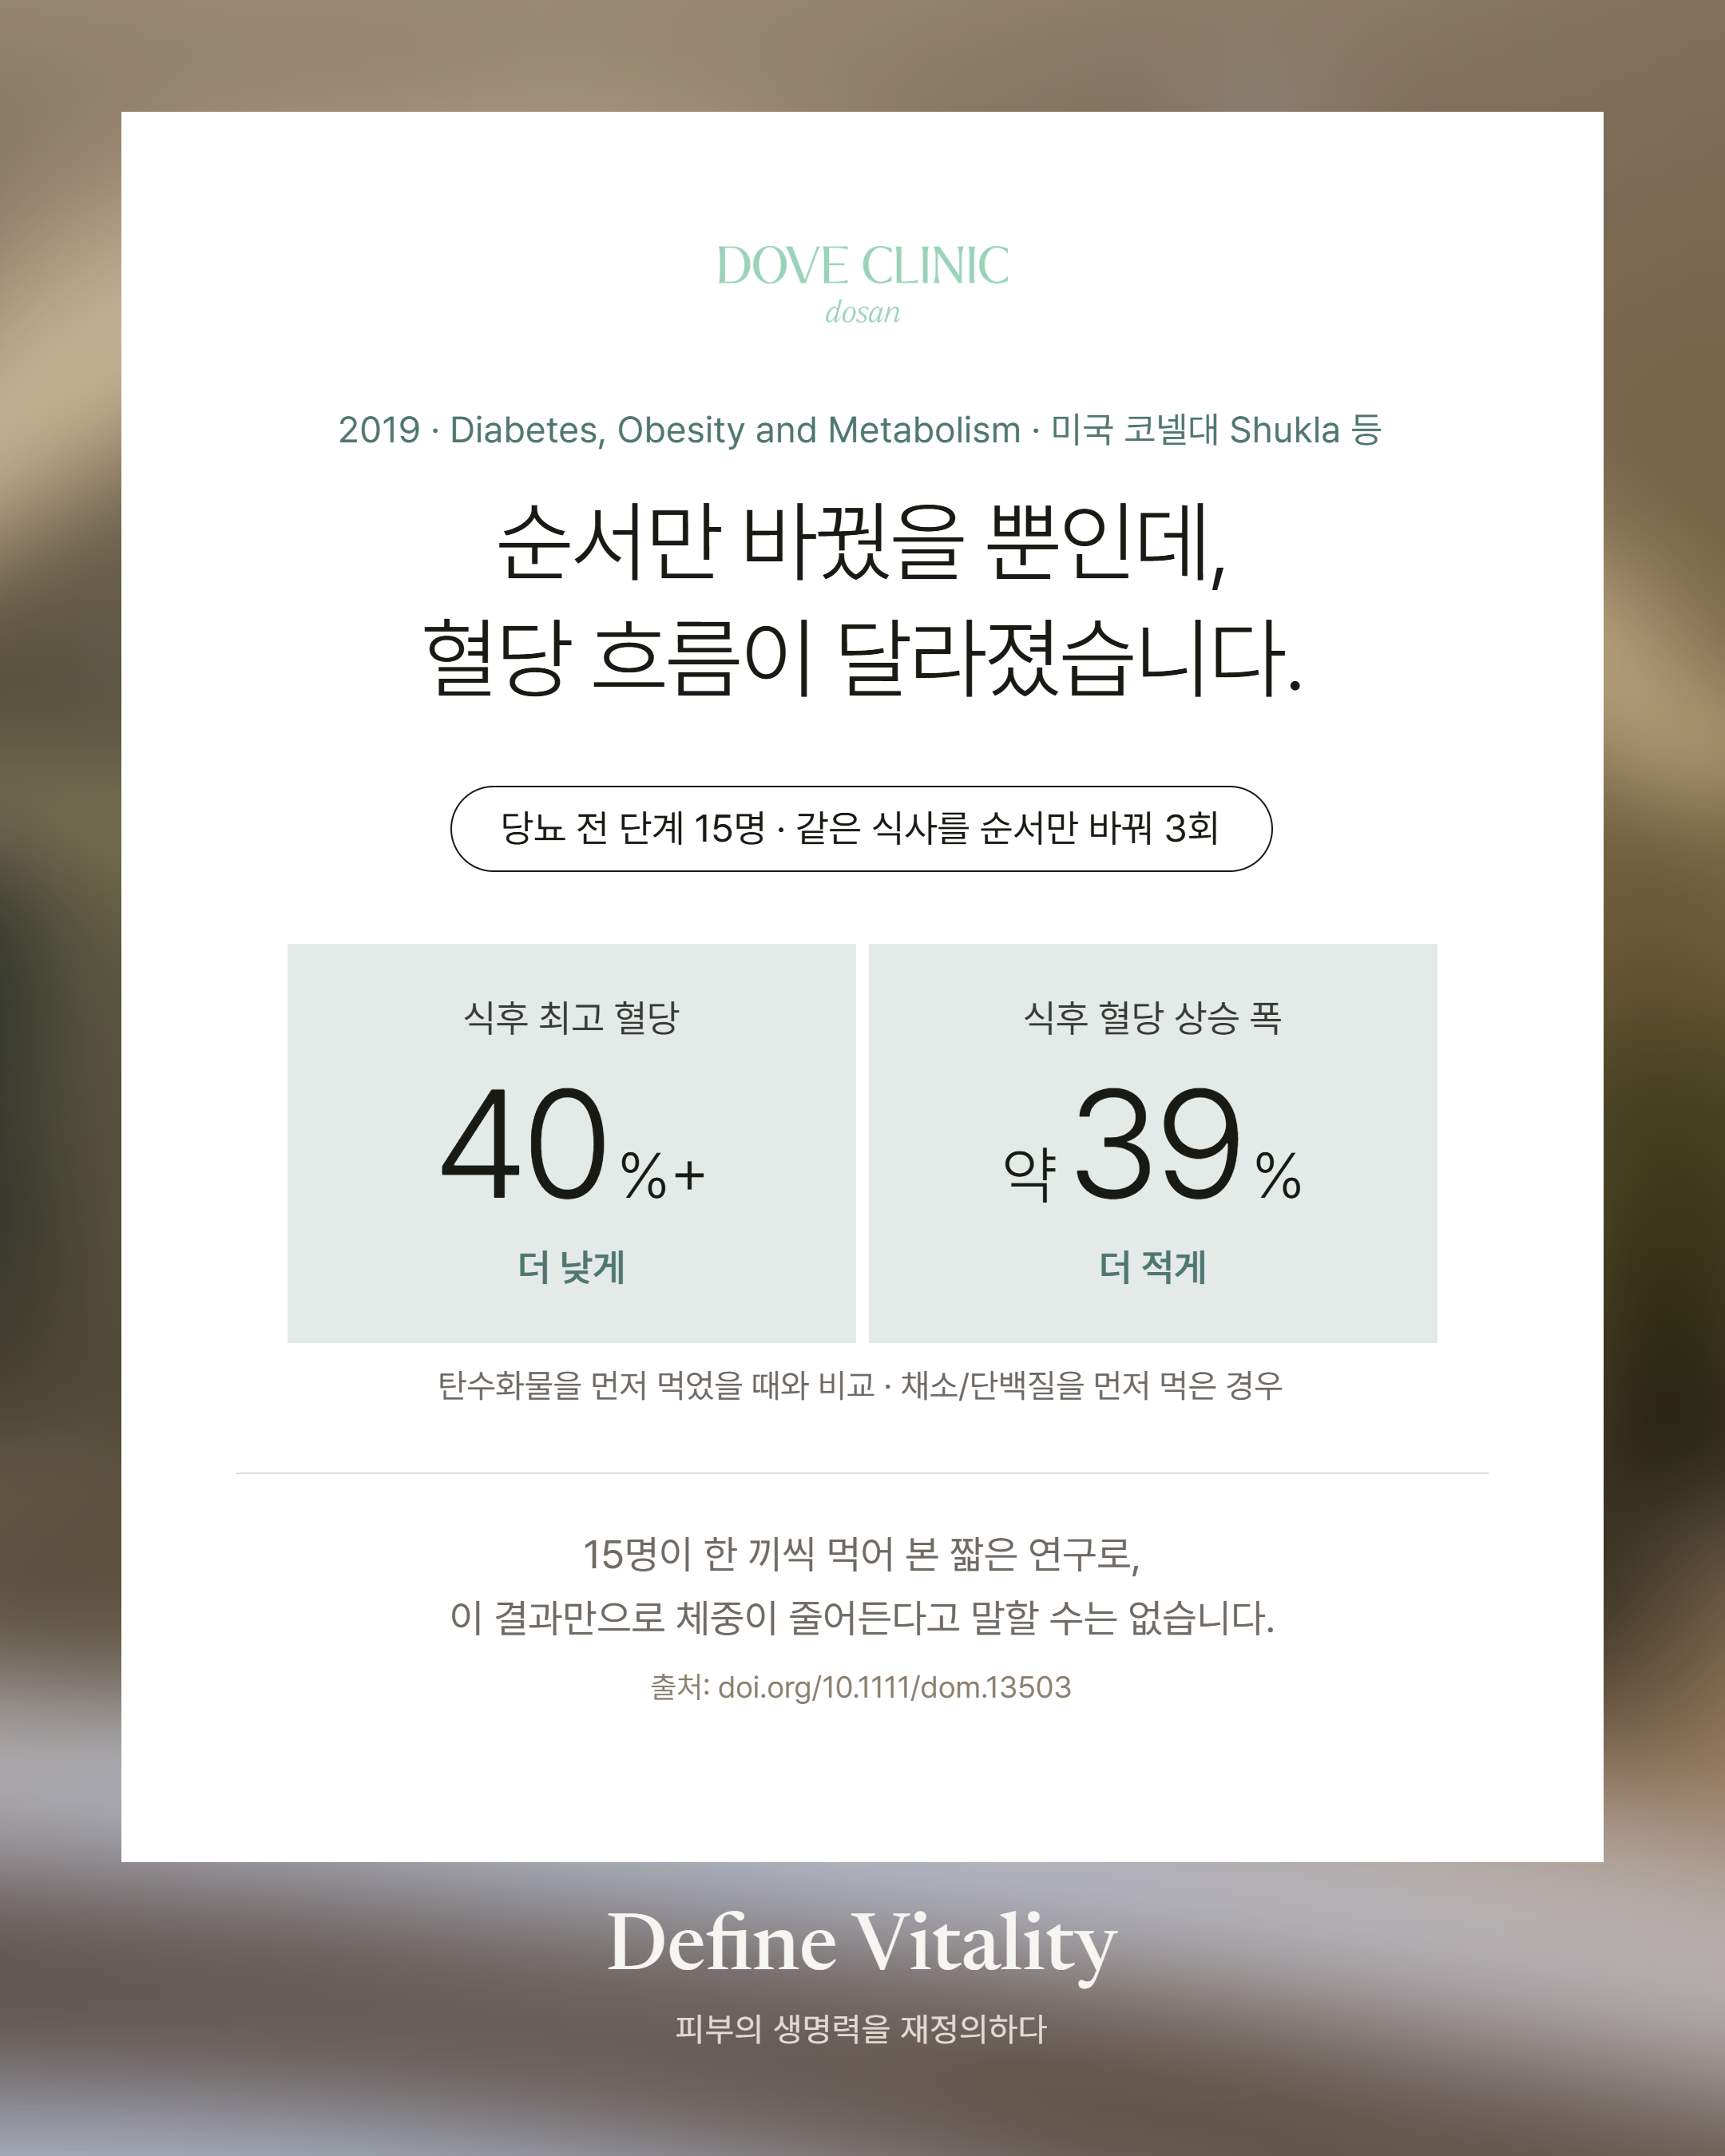 DOVE CLINIC
dosan
2019 · Diabetes, Obesity and Metabolism · 미국 코넬대 Shukla 등
순서만 바꿨을 뿐인데,
혈당 흐름이 달라졌습니다.
당뇨 전 단계 15명 · 같은 식사를 순서만 바꿔 3회
식후 최고 혈당
40%+
더 낮게
식후 혈당 상승 폭
약 39%
더 적게
탄수화물을 먼저 먹었을 때와 비교 · 채소/단백질을 먼저 먹은 경우
15명이 한 끼씩 먹어 본 짧은 연구로,
이 결과만으로 체중이 줄어든다고 말할 수는 없습니다.
출처: doi.org/10.1111/dom.13503
Define Vitality
피부의 생명력을 재정의하다